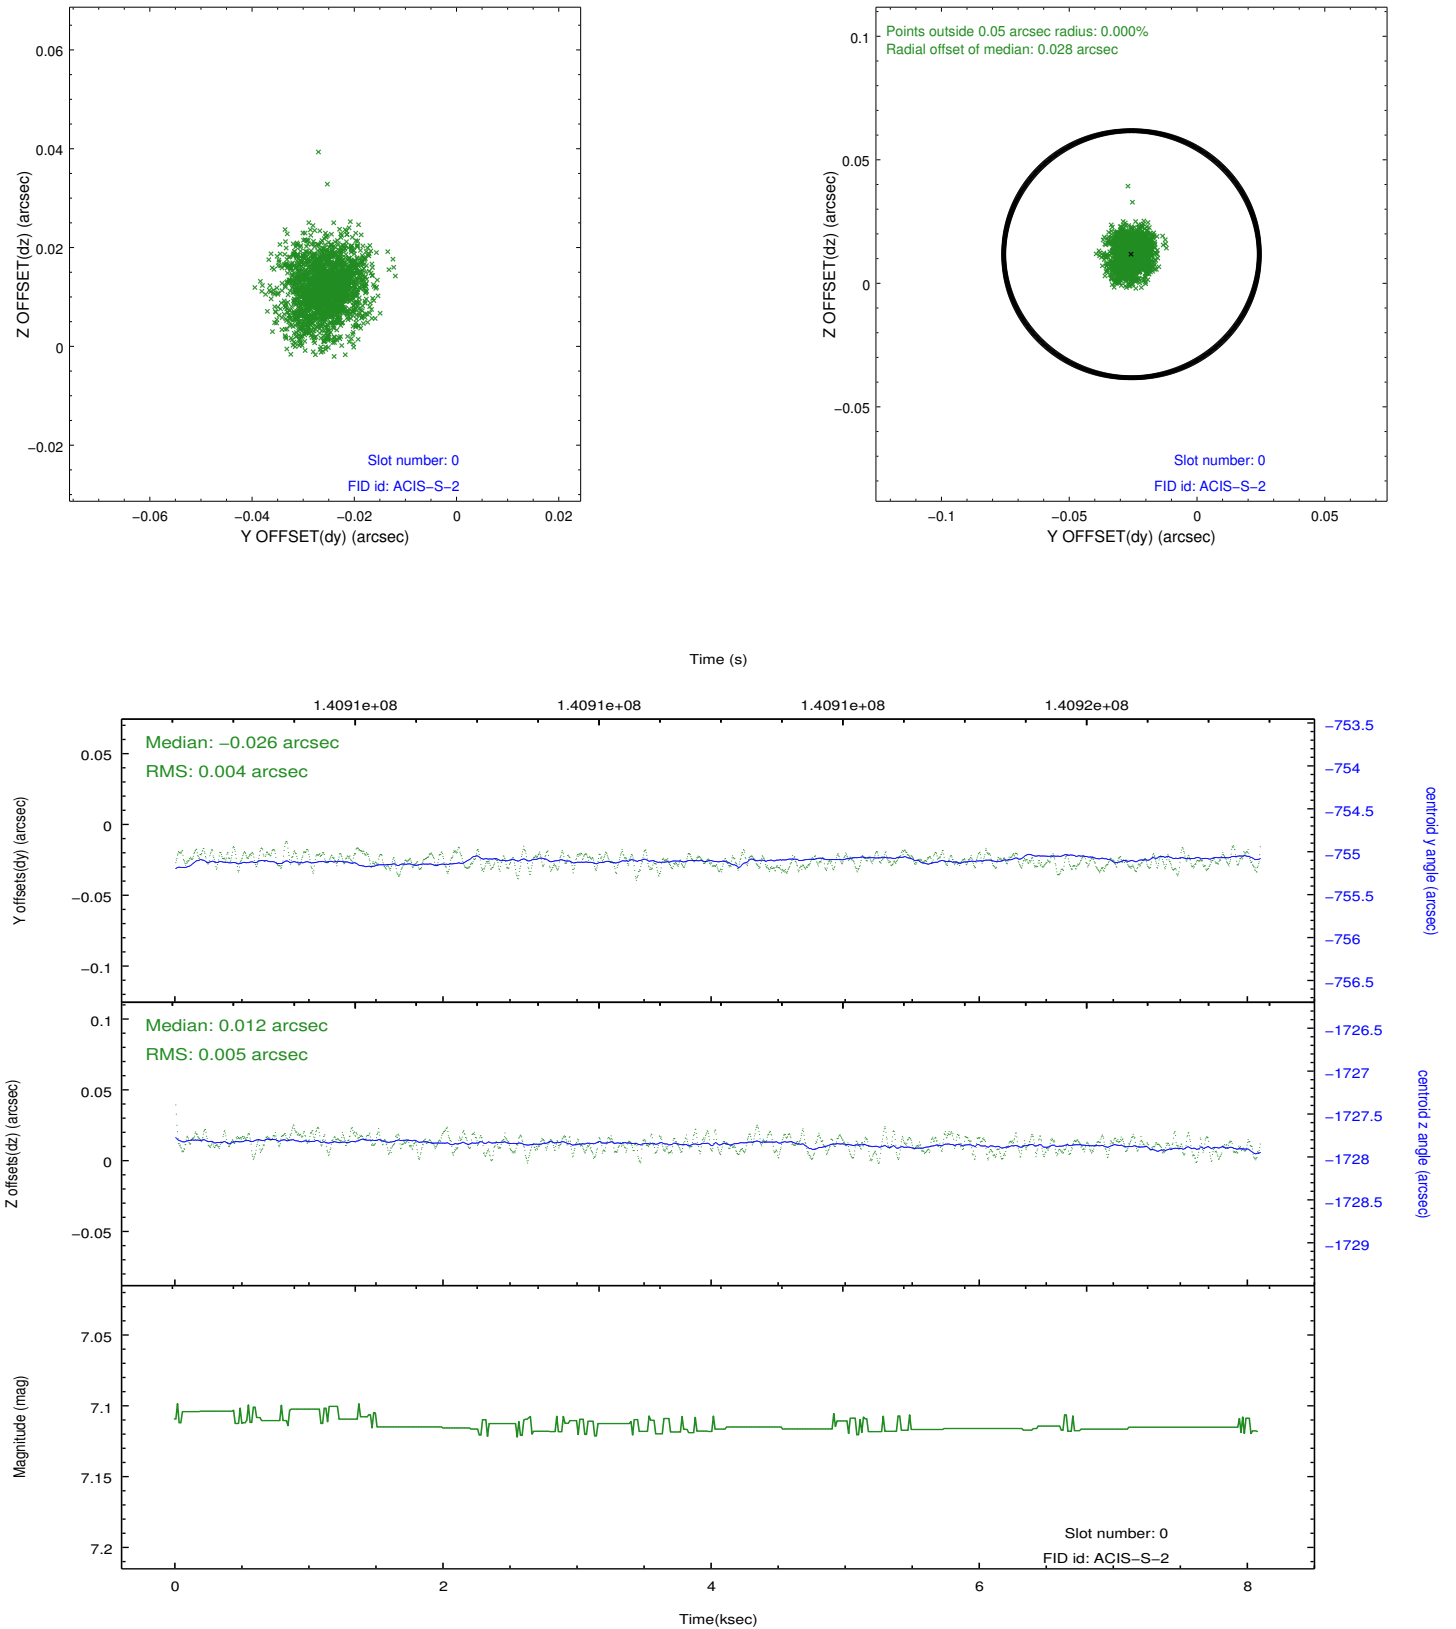 0.06
0.04
0.02
0
−0.02
Z OFFSET(dz) (arcsec)
Slot number: 0
FID id: ACIS−S−2
−0.06
−0.04
−0.02
0
0.02
Y OFFSET(dy) (arcsec)
Points outside 0.05 arcsec radius: 0.000%
Radial offset of median: 0.028 arcsec
0.1
0.05
0
−0.05
Z OFFSET(dz) (arcsec)
Slot number: 0
FID id: ACIS−S−2
−0.1
−0.05
0
0.05
Y OFFSET(dy) (arcsec)
Time (s)
1.4091e+08
1.4091e+08
1.4091e+08
1.4092e+08
Median: −0.026 arcsec
RMS: 0.004 arcsec
0.05
0
−0.05
−0.1
Y offsets(dy) (arcsec)
−753.5
−754
−754.5
−755
−755.5
−756
−756.5
centroid y angle (arcsec)
Median: 0.012 arcsec
RMS: 0.005 arcsec
0.1
0.05
0
−0.05
Z offsets(dz) (arcsec)
−1726.5
−1727
−1727.5
−1728
−1728.5
−1729
centroid z angle (arcsec)
7.05
7.1
7.15
7.2
Magnitude (mag)
Slot number: 0
FID id: ACIS−S−2
0
2
4
6
8
Time(ksec)